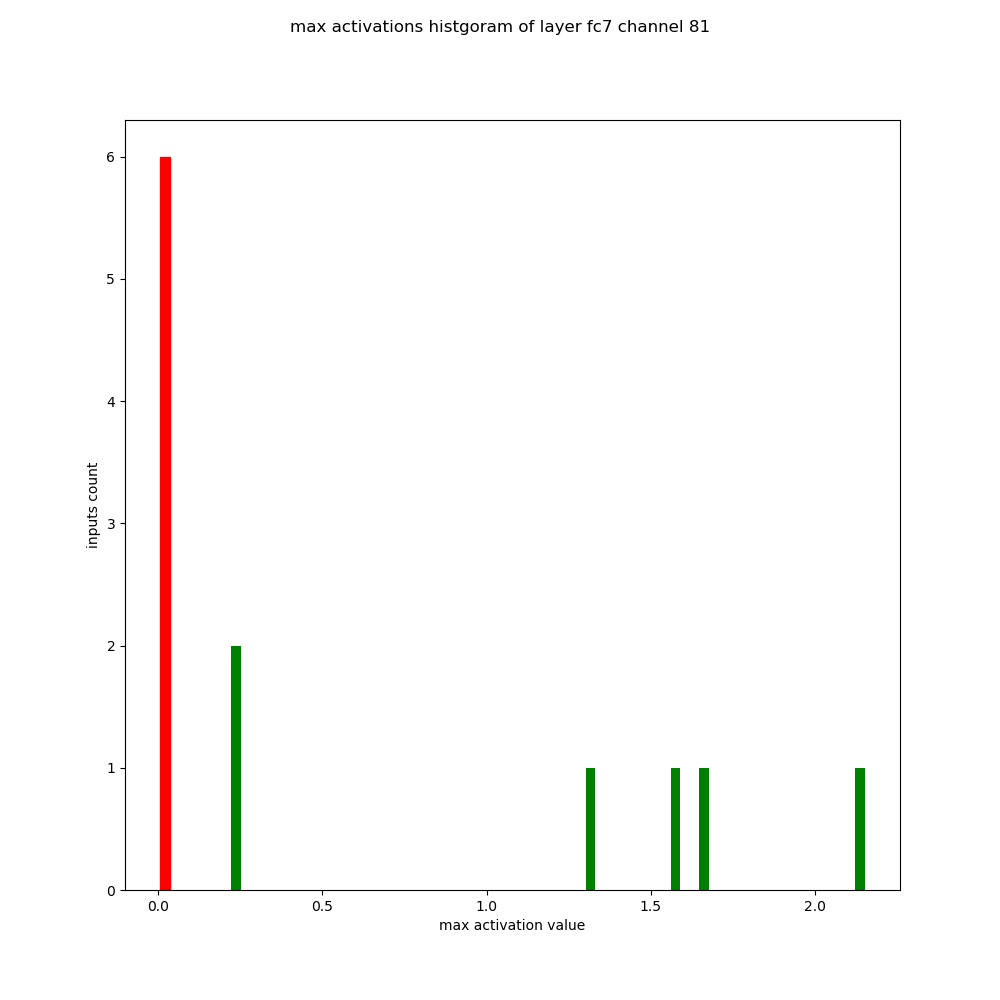 max activations histgoram of layer fc7 channel 81
6
5
4
3
2
1
0
inputs count
0.0 0.5 1.0 1.5 2.0
max activation value